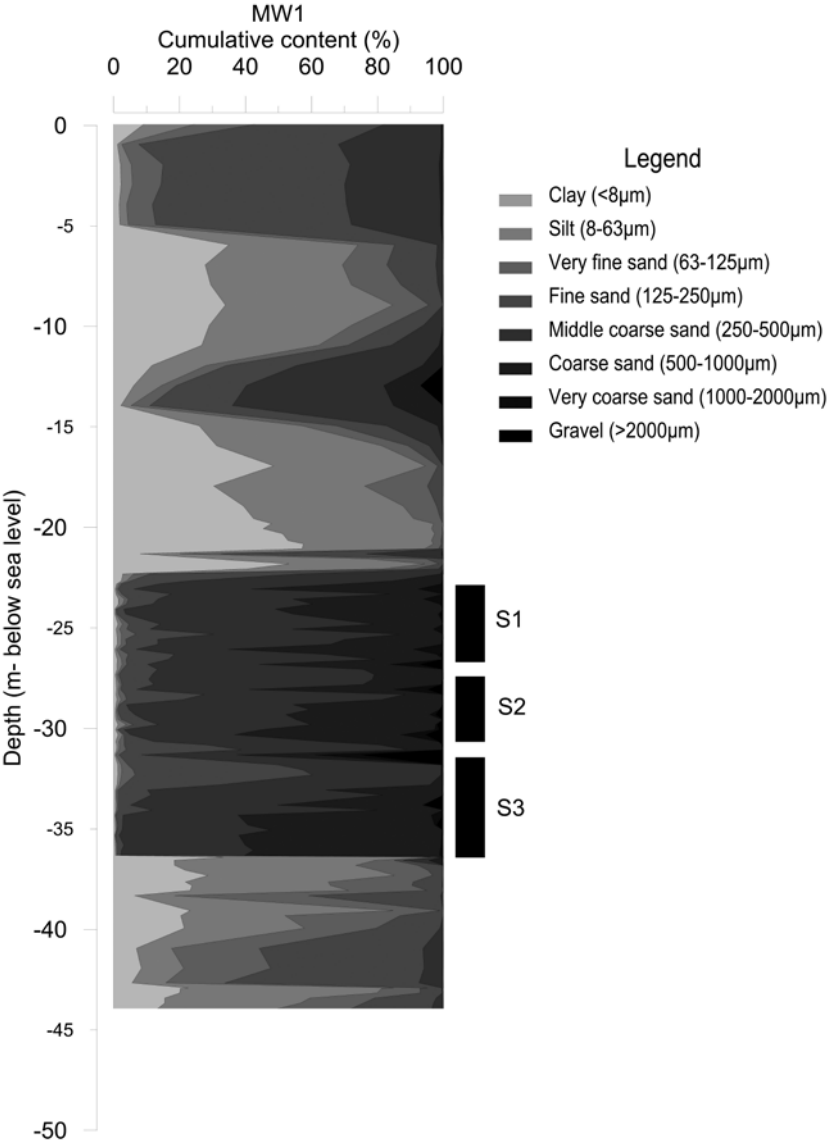 MW1
Cumulative content (%)
0 20 40 60 80 100
0
-5
-10
-15
-20
-25
-30
-35
-40
-45
-50
Depth (m- below sea level)
S1
S2
S3
Legend
Clay (<8µm)
Silt (8-63µm)
Very fine sand (63-125µm)
Fine sand (125-250µm)
Middle coarse sand (250-500µm)
Coarse sand (500-1000µm)
Very coarse sand (1000-2000µm)
Gravel (>2000µm)